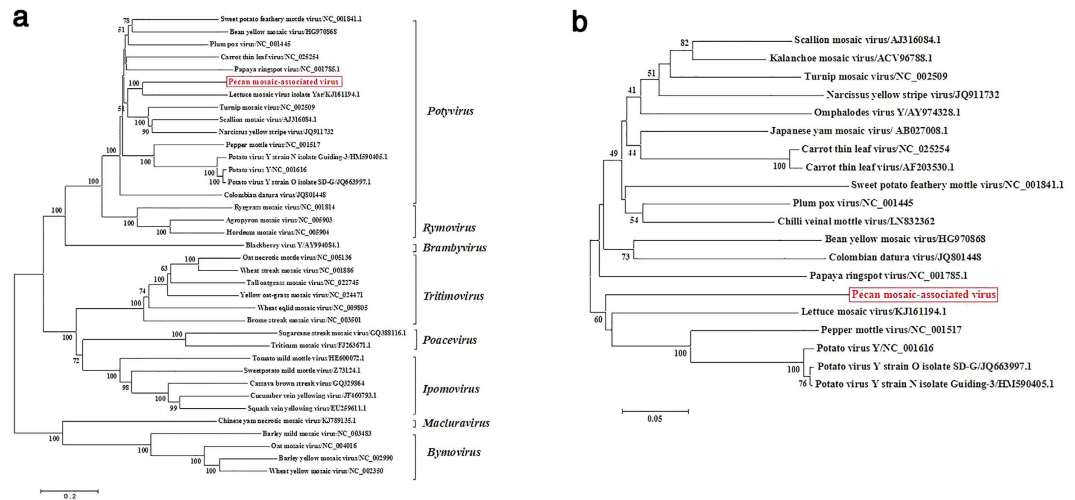 a
78
Sweet potato feathery mottle virus/NC_001841.1
51
Bean yellow mosaic virus/HG970868
Plum pox virus/NC_001445
Carrot thin leaf virus/NC_025254
100
Papaya ringspot virus/NC_001785.1
100
Pecan mosaic-associated virus
Lettuce mosaic virus isolate Yar/KJ161194.1
51
Turnip mosaic virus/NC_002509
100
Scallion mosaic virus/AJ316084.1
90
Narcissus yellow stripe virus/JQ911732
Pepper mottle virus/NC_001517
100
Potato virus Y strain N isolate Guiding-3/HM590405.1
100
Potato virus Y/NC_001616
100
Potato virus Y strain O isolate SD-G/JQ663997.1
100
Colombian datura virus/JQ801448
Potyvirus
100
Ryegrass mosaic virus/NC_001814
Agropyron mosaic virus/NC_005903
100
Hordeum mosaic virus/NC_005904
Rymovirus
100
Blackberry virus Y/AY994084.1
Brambyvirus
100
Oat necrotic mottle virus/NC_005136
63
Wheat streak mosaic virus/NC_001886
100
Tall oatgrass mosaic virus/NC_022745
74
Yellow oat-grass mosaic virus/NC_024471
Wheat eqlid mosaic virus/NC_009805
100
Brome streak mosaic virus/NC_003501
Tritimovirus
100
100
Sugarcane streak mosaic virus/GQ388116.1
Triticum mosaic virus/FJ263671.1
Poacevirus
72
Tomato mild mottle virus/HE600072.1
100
Sweetpotato mild mottle virus/Z73124.1
98
Cassava brown streak virus/GQ329864
100
Cucumber vein yellowing virus/JF460793.1
99
Squash vein yellowing virus/EU259611.1
Ipomovirus
Chinese yam necrotic mosaic virus/KJ789135.1
Macluravirus
100
Barley mild mosaic virus/NC_003483
100
Oat mosaic virus/NC_004016
100
Barley yellow mosaic virus/NC_002990
100
Wheat yellow mosaic virus/NC_002350
Bymovirus
0.2
b
82
Scallion mosaic virus/AJ316084.1
Kalanchoe mosaic virus/ACV96788.1
51
Turnip mosaic virus/NC_002509
41
Narcissus yellow stripe virus/JQ911732
Omphalodes virus Y/AY974328.1
Japanese yam mosaic virus/ AB027008.1
49
44
Carrot thin leaf virus/NC_025254
100
Carrot thin leaf virus/AF203530.1
Sweet potato feathery mottle virus/NC_001841.1
Plum pox virus/NC_001445
54
Chilli veinal mottle virus/LN832362
Bean yellow mosaic virus/HG970868
73
Colombian datura virus/JQ801448
Papaya ringspot virus/NC_001785.1
Pecan mosaic-associated virus
60
Lettuce mosaic virus/KJ161194.1
Pepper mottle virus/NC_001517
100
Potato virus Y/NC_001616
100
Potato virus Y strain O isolate SD-G/JQ663997.1
76
Potato virus Y strain N isolate Guiding-3/HM590405.1
0.05